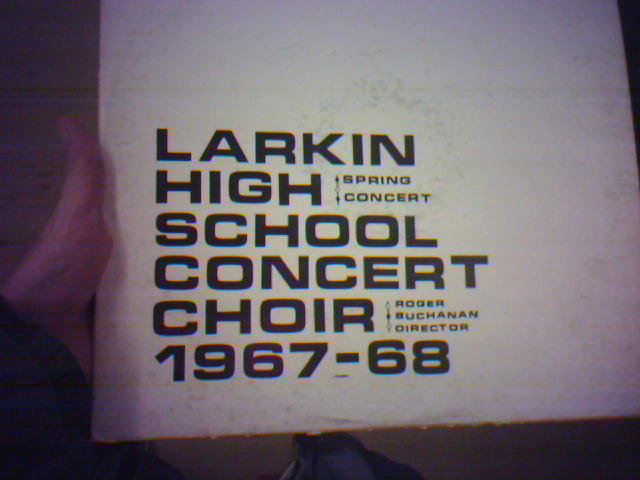 LARKIN
HIGH SPRING CONCERT
SCHOOL
CONCERT
CHOIR ROGER BUCHANAN DIRECTOR
1967-68